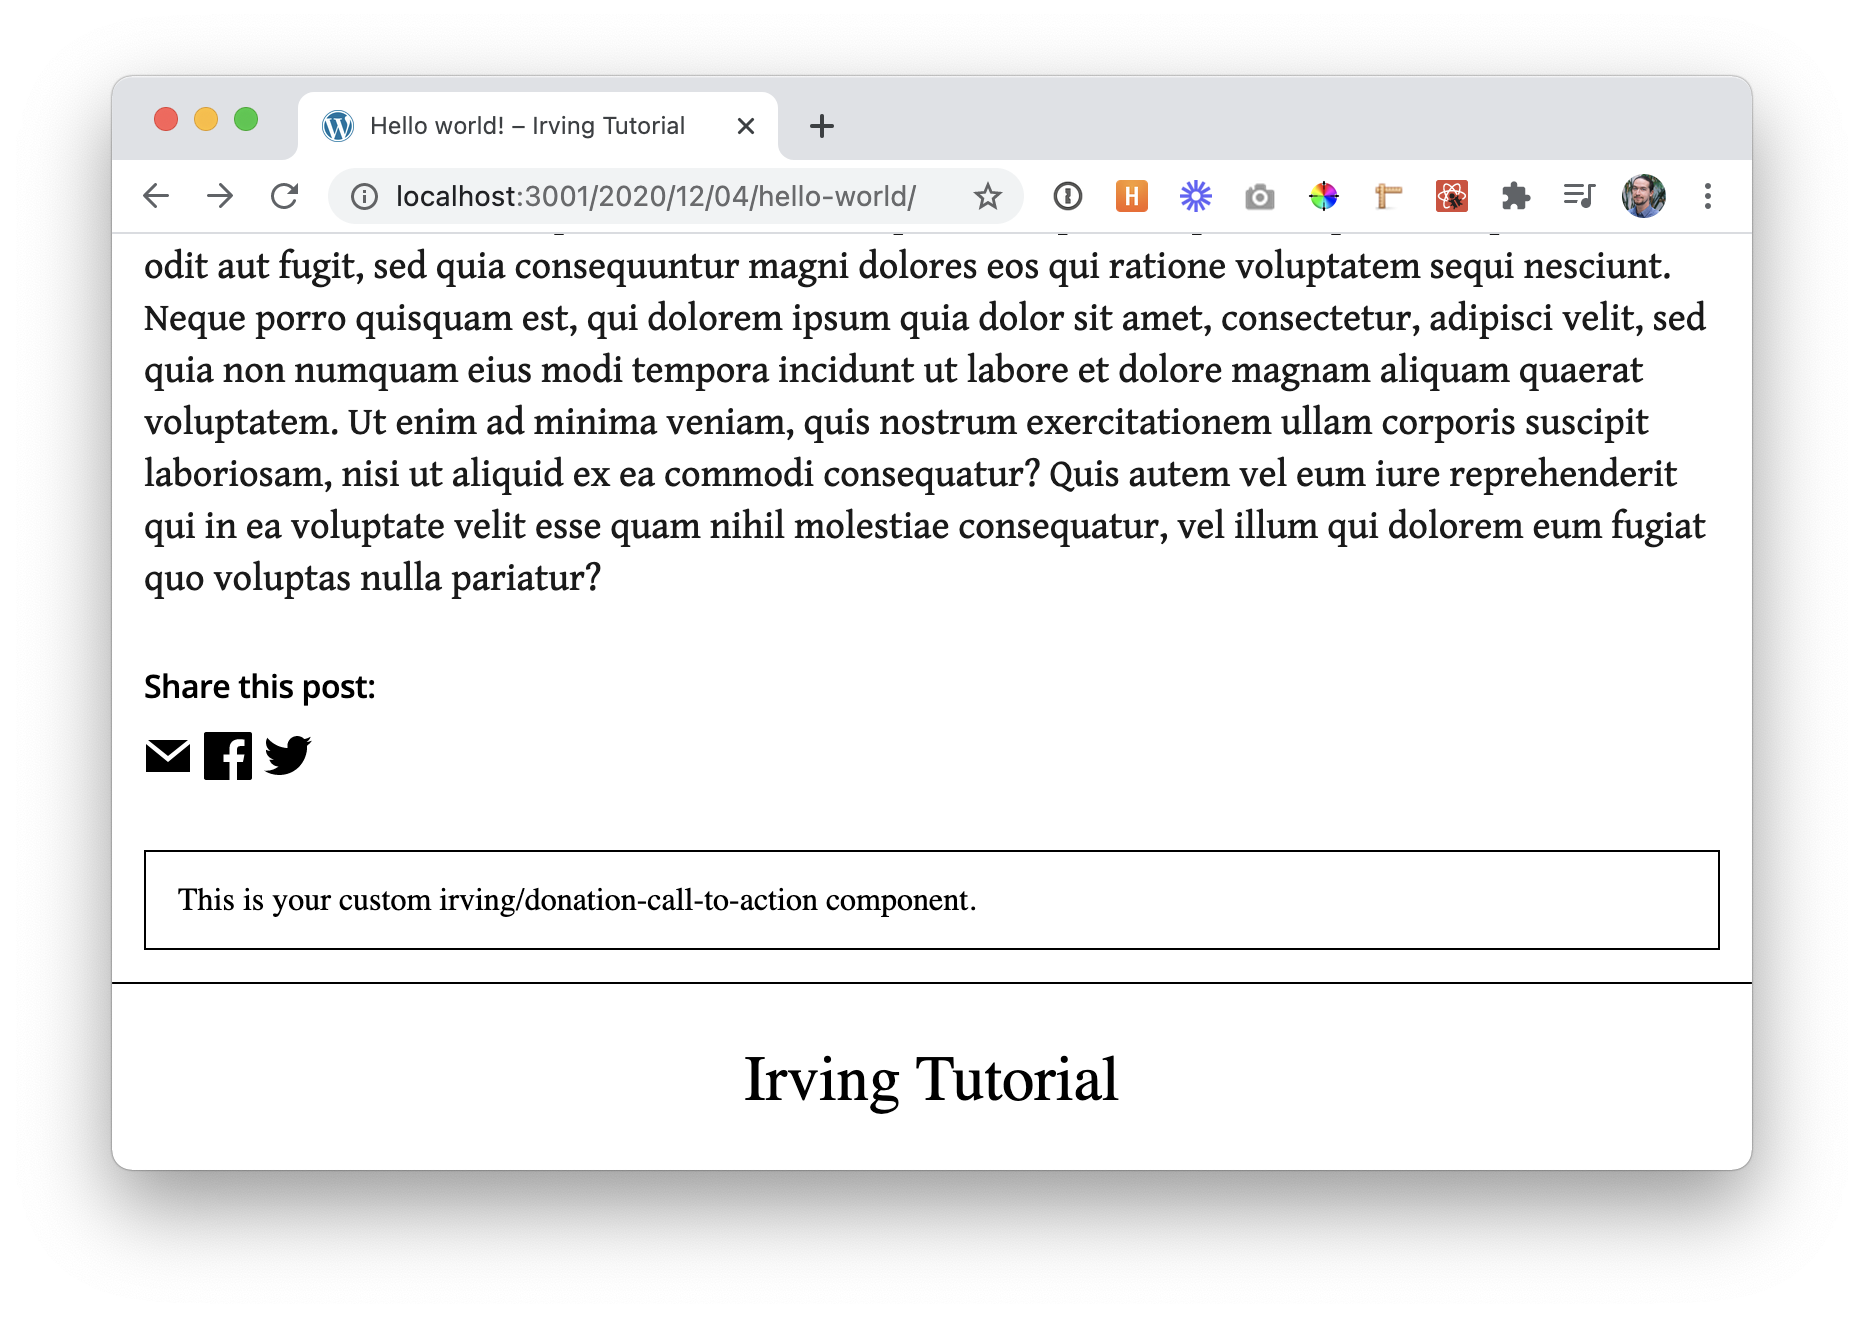 Hello world! – Irving Tutorial
localhost:3001/2020/12/04/hello-world/
H
odit aut fugit, sed quia consequuntur magni dolores eos qui ratione voluptatem sequi nesciunt.
Neque porro quisquam est, qui dolorem ipsum quia dolor sit amet, consectetur, adipisci velit, sed
quia non numquam eius modi tempora incidunt ut labore et dolore magnam aliquam quaerat
voluptatem. Ut enim ad minima veniam, quis nostrum exercitationem ullam corporis suscipit
laboriosam, nisi ut aliquid ex ea commodi consequatur? Quis autem vel eum iure reprehenderit
qui in ea voluptate velit esse quam nihil molestiae consequatur, vel illum qui dolorem eum fugiat
quo voluptas nulla pariatur?
Share this post:
This is your custom irving/donation-call-to-action component.
Irving Tutorial